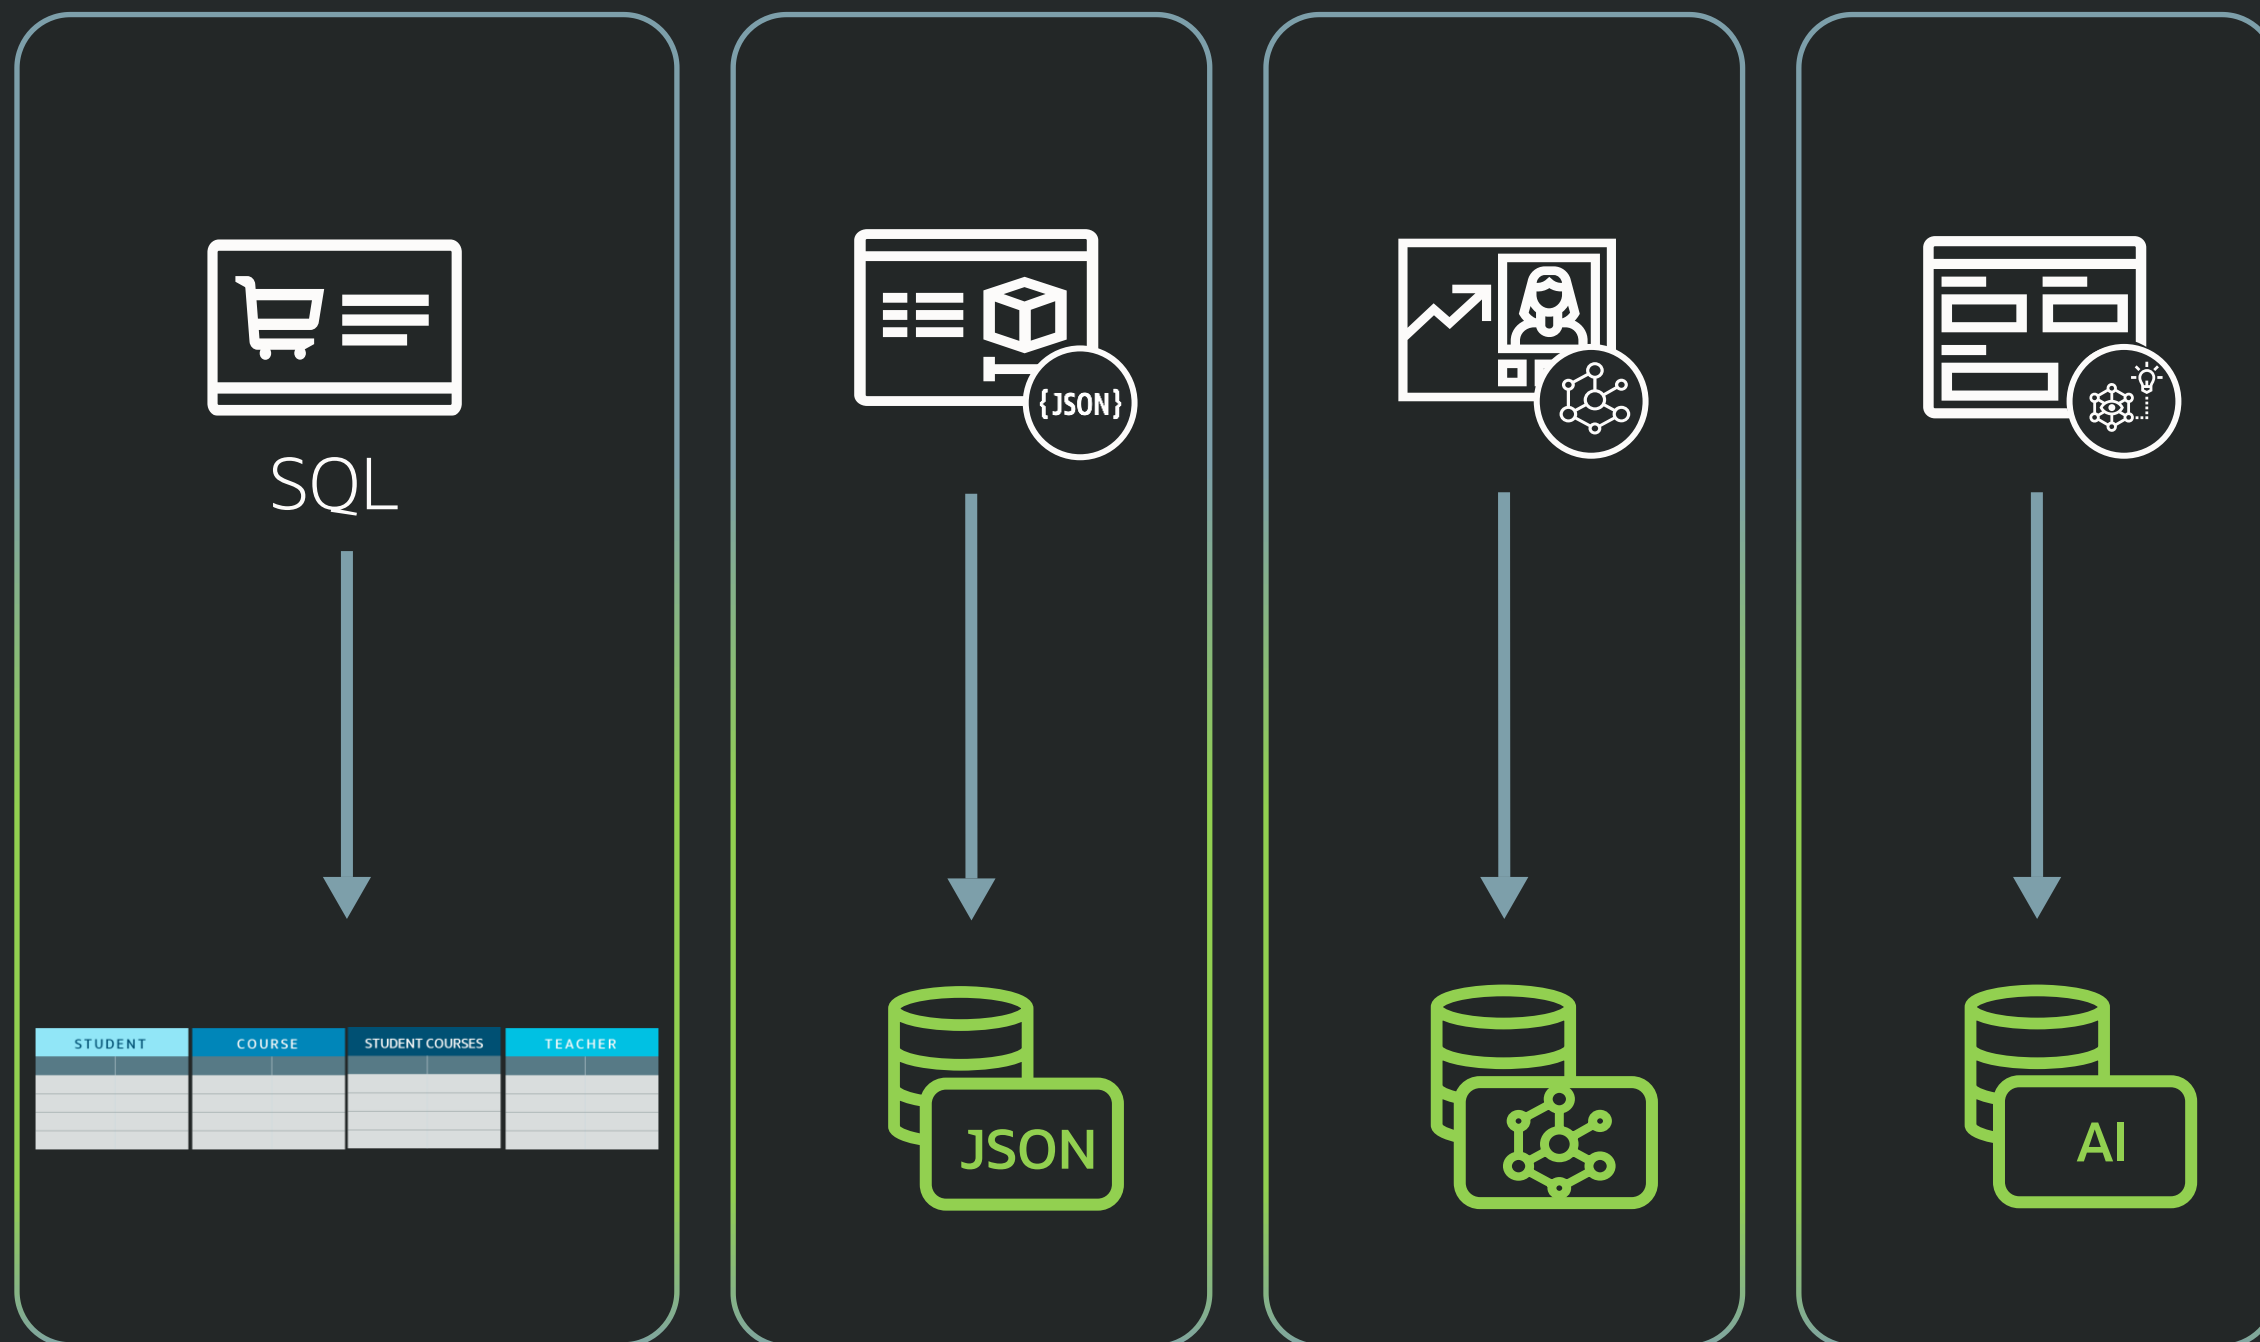 {JSON}
SQL
STUDENT
COURSE
STUDENT COURSES
TEACHER
JSON
AI